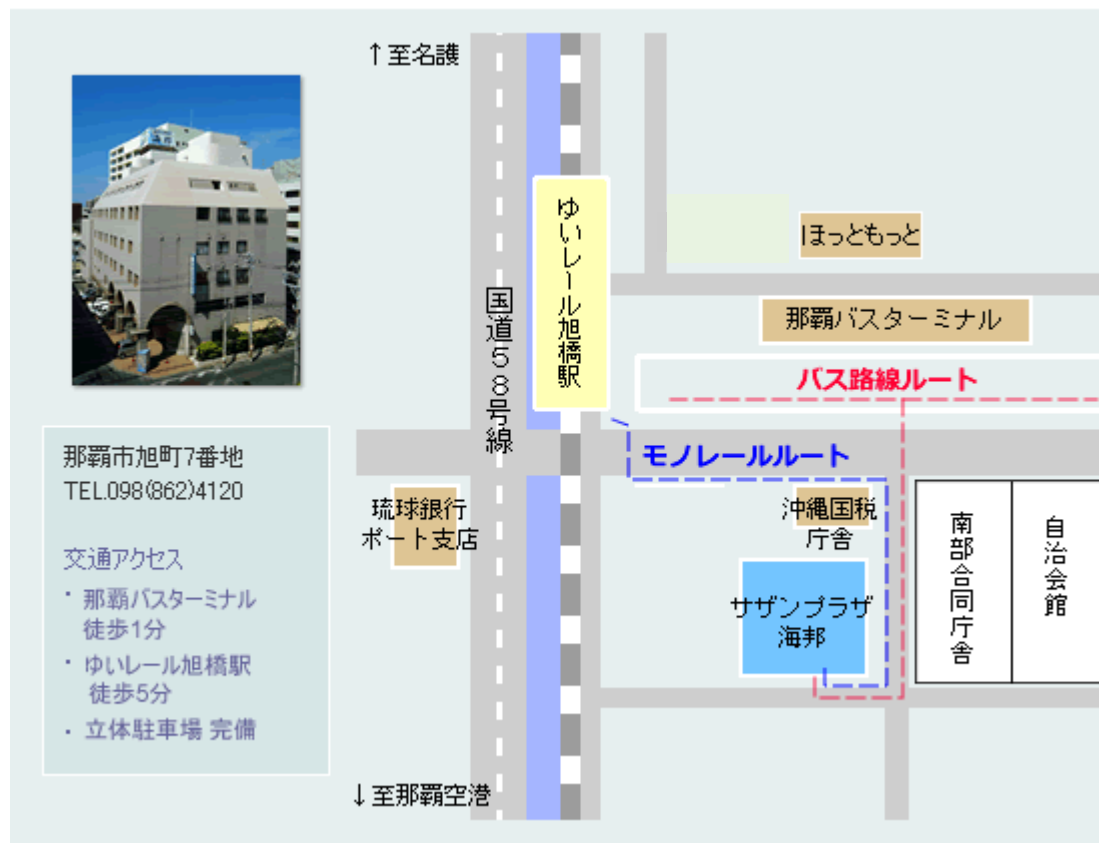 ↑至名護
ゆいレール旭橋駅
国道58号線
ほっともっと
那覇バスターミナル
バス路線ルート
モノレールルート
琉球銀行
ポート支店
沖縄国税
庁舎
サザンプラザ
海邦
南部合同庁舎
自治会館
↓至那覇空港
那覇市旭町7番地
TEL.098(862)4120
交通アクセス
・那覇バスターミナル
徒歩1分
・ゆいレール旭橋駅
徒歩5分
・立体駐車場 完備